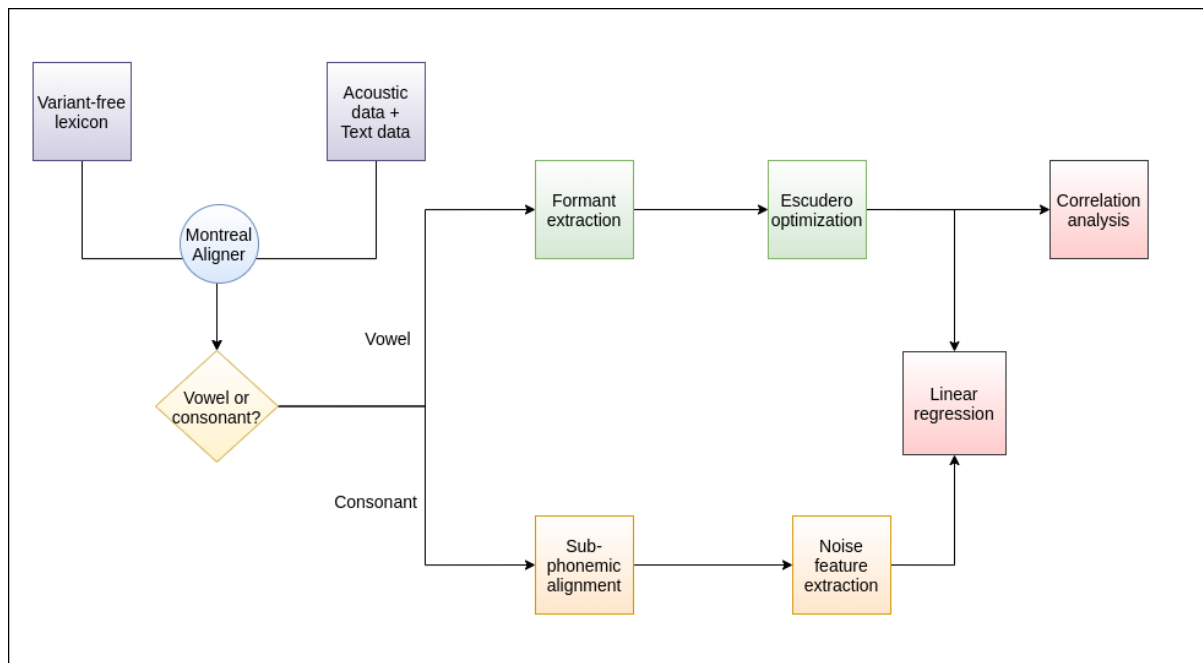 Variant-free
lexicon
Acoustic
data +
Text data
Montreal
Aligner
Vowel or
consonant?
Vowel
Consonant
Formant
extraction
Escudero
optimization
Correlation
analysis
Linear
regression
Sub-
phonemic
alignment
Noise
feature
extraction